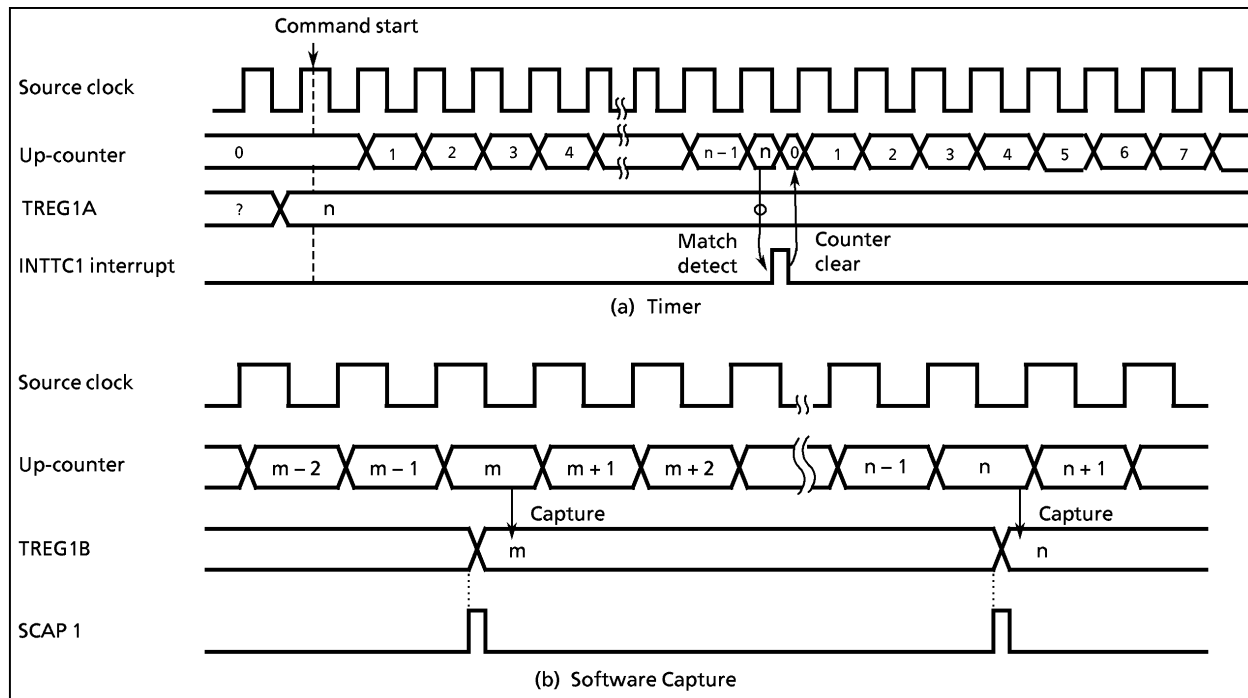 Command start
Source clock
Up-counter
0 1 2 3 4 n – 1 n 0 1 2 3 4 5 6 7
TREG1A
? n
Match
detect
Counter
clear
INTTC1 interrupt
(a) Timer
Source clock
Up-counter
m – 2 m – 1 m m + 1 m + 2 n – 1 n n + 1
Capture Capture
TREG1B
m n
SCAP 1
(b) Software Capture